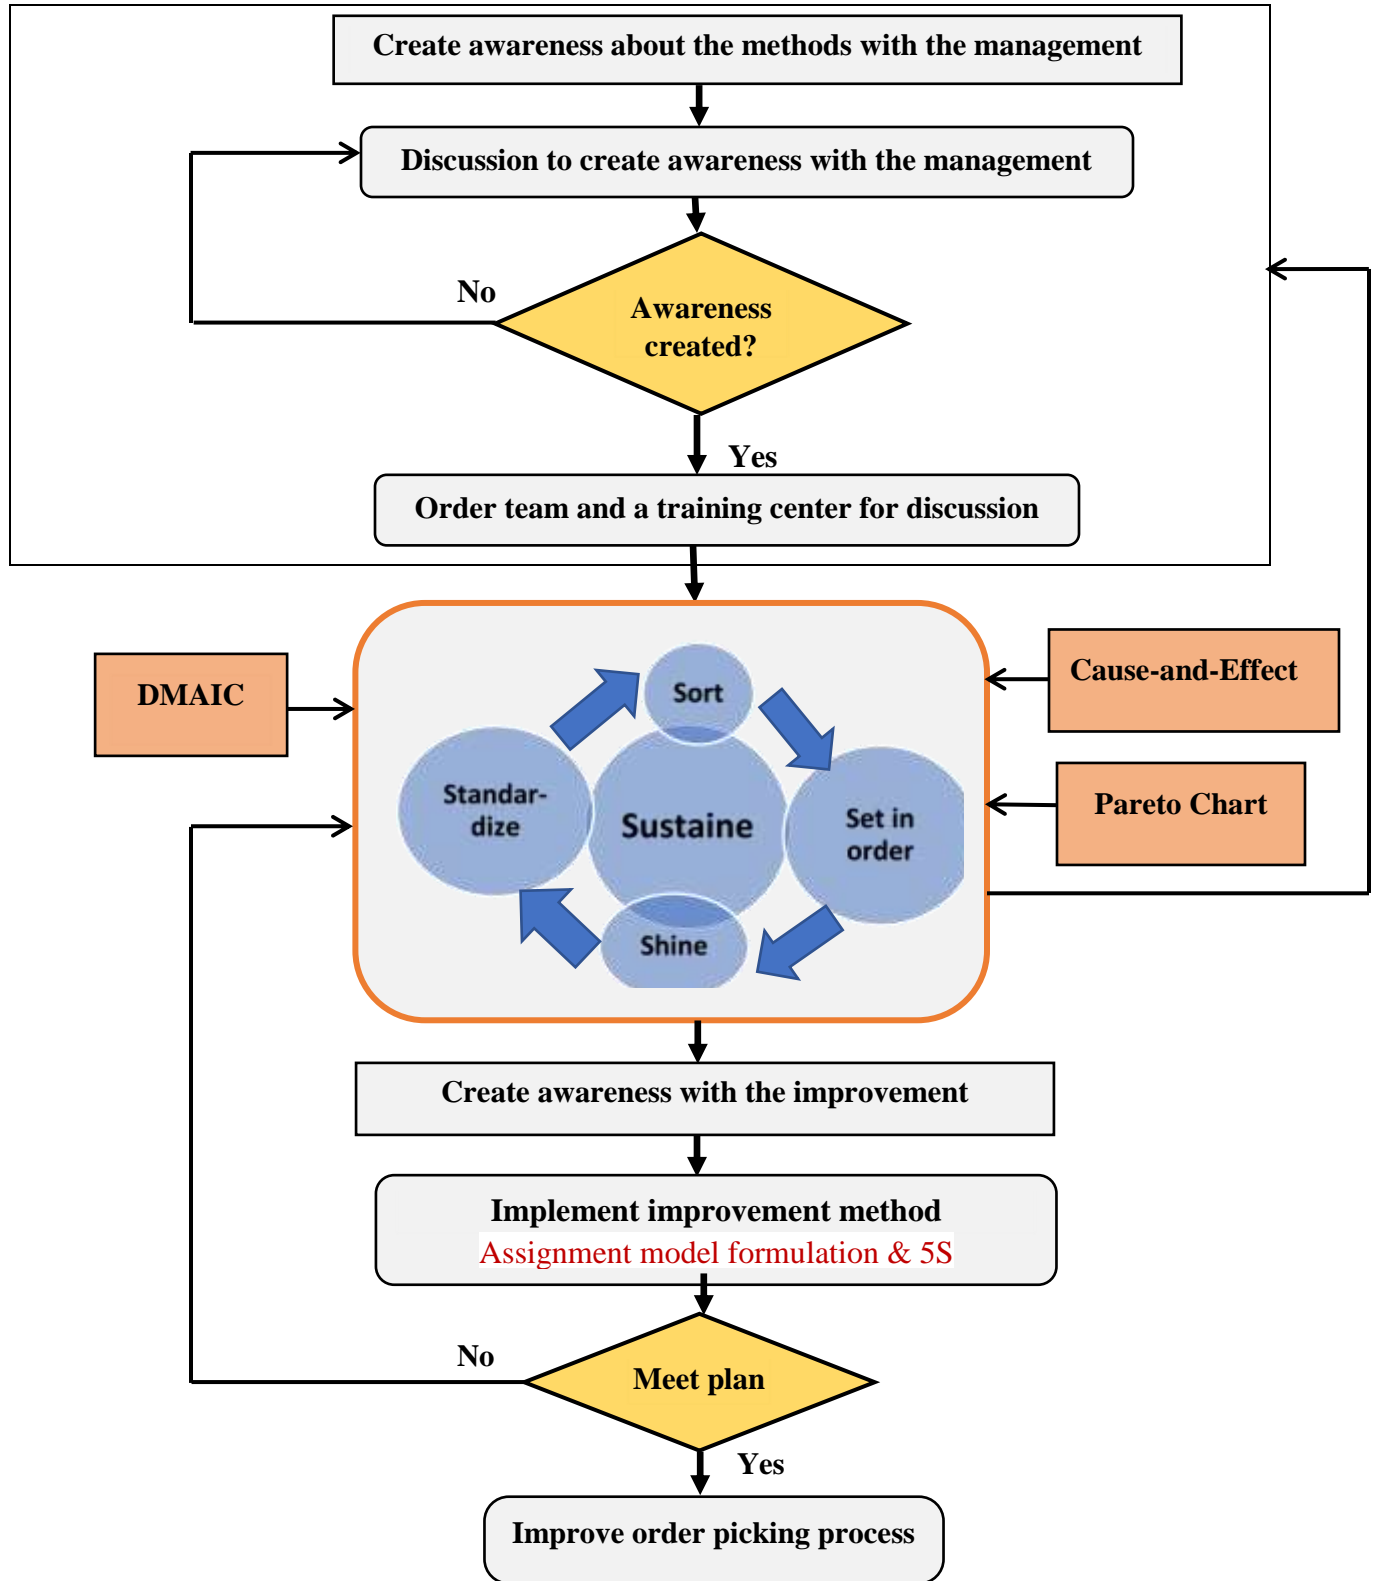 Create awareness about the methods with the management
Discussion to create awareness with the management
No
Awareness
created?
Yes
Order team and a training center for discussion
DMAIC
Cause-and-Effect
Pareto Chart
Sort
Standar-
dize
Sustaine
Set in
order
Shine
Create awareness with the improvement
Implement improvement method
Assignment model formulation & 5S
No
Meet plan
Yes
Improve order picking process